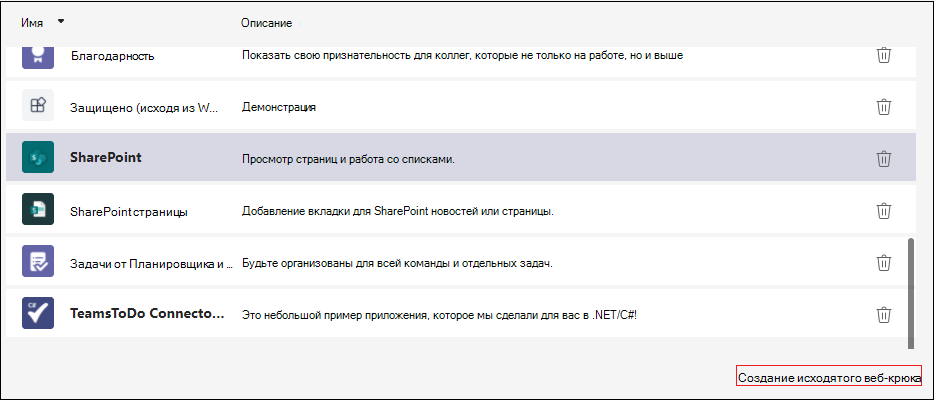 Имя Описание
Благодарность Показать свою признательность для коллег, которые не только на работе, но и выше
Защищено (исходя из W... Демонстрация
SharePoint Просмотр страниц и работа со списками.
SharePoint страницы Добавление вкладки для SharePoint новостей или страницы.
Задачи от Планировщика и ... Будьте организованы для всей команды и отдельных задач.
C#
TeamsToDo Connecto... Это небольшой пример приложения, которое мы сделали для вас в .NET/C#!
Создание исходятого веб-крюка